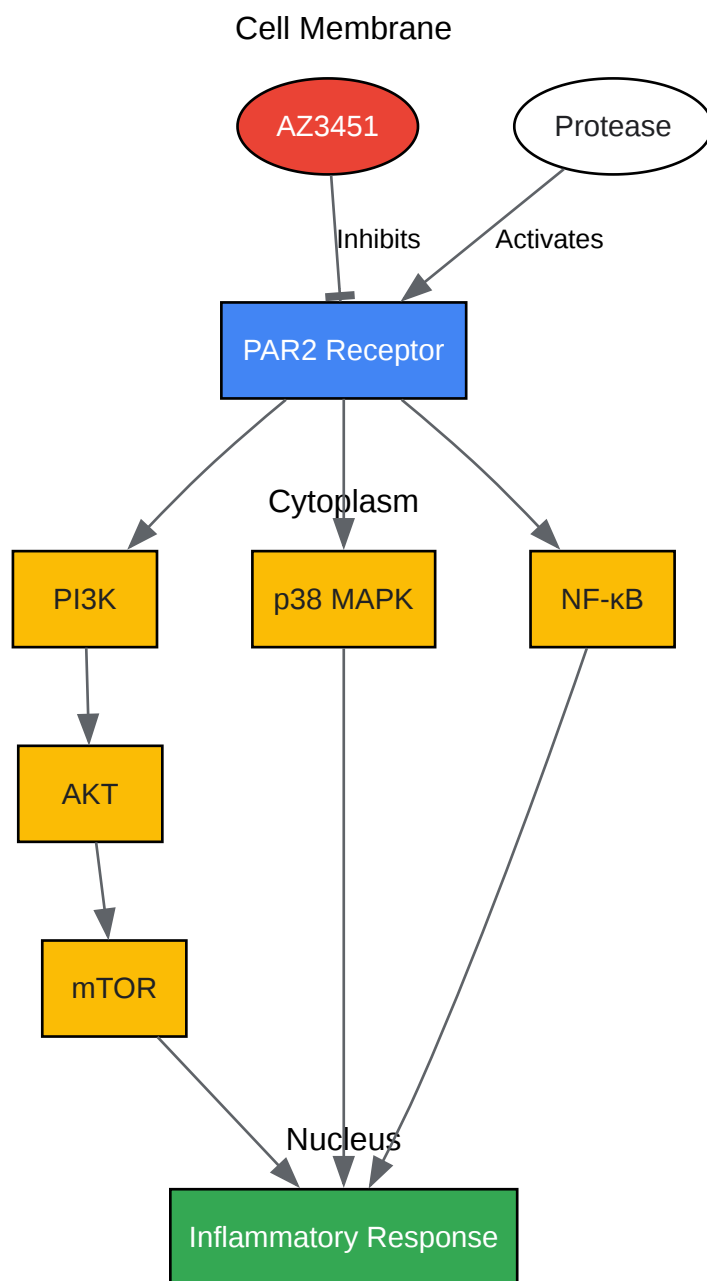 Cell Membrane
AZ3451
Protease
Inhibits
Activates
PAR2 Receptor
Cytoplasm
PI3K
p38 MAPK
NF-κB
AKT
mTOR
Nucleus
Inflammatory Response